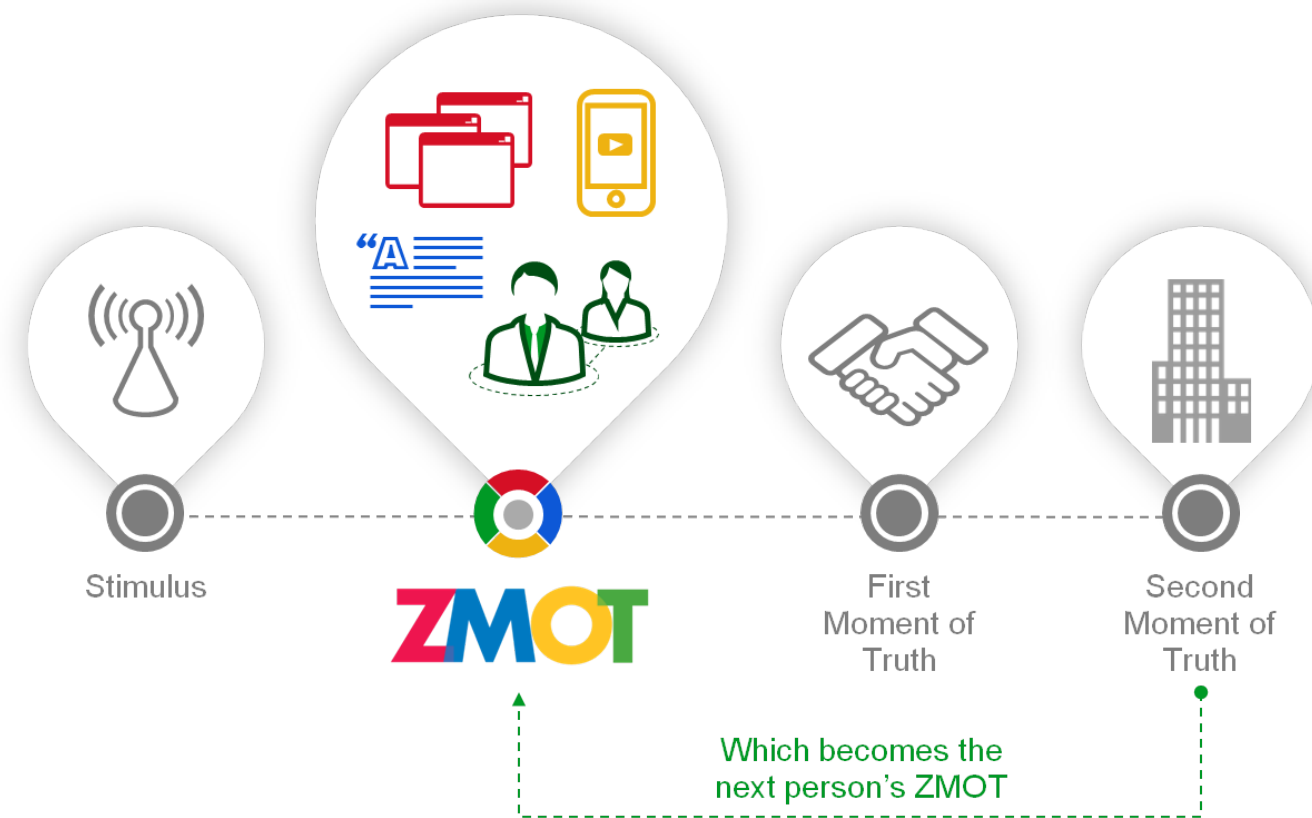 “A
Stimulus
ZMOT
First
Moment of
Truth
Second
Moment of
Truth
Which becomes the
next person’s ZMOT